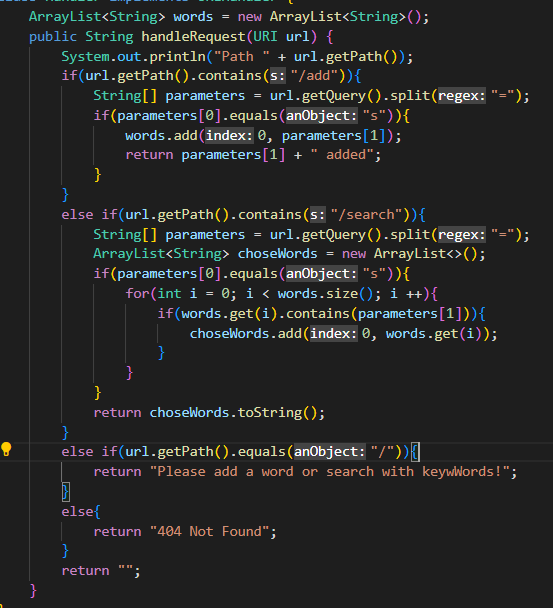 ArrayList<String> words = new ArrayList<String>();
public String handleRequest(URI url) {
System.out.println("Path " + url.getPath());
if(url.getPath().contains(s: "/add")){
String[] parameters = url.getQuery().split(regex: "=");
if(parameters[0].equals(anObject: "s")){
words.add(index: 0, parameters[1]);
return parameters[1] + " added";
}
}
else if(url.getPath().contains(s: "/search")){
String[] parameters = url.getQuery().split(regex: "=");
ArrayList<String> choseWords = new ArrayList<>();
if(parameters[0].equals(anObject: "s")){
for(int i = 0; i < words.size(); i ++){
if(words.get(i).contains(parameters[1])){
choseWords.add(index: 0, words.get(i));
}
}
}
return choseWords.toString();
}
else if(url.getPath().equals(anObject: "/")){
return "Please add a word or search with keywWords!";
}
else{
return "404 Not Found";
}
return "";
}